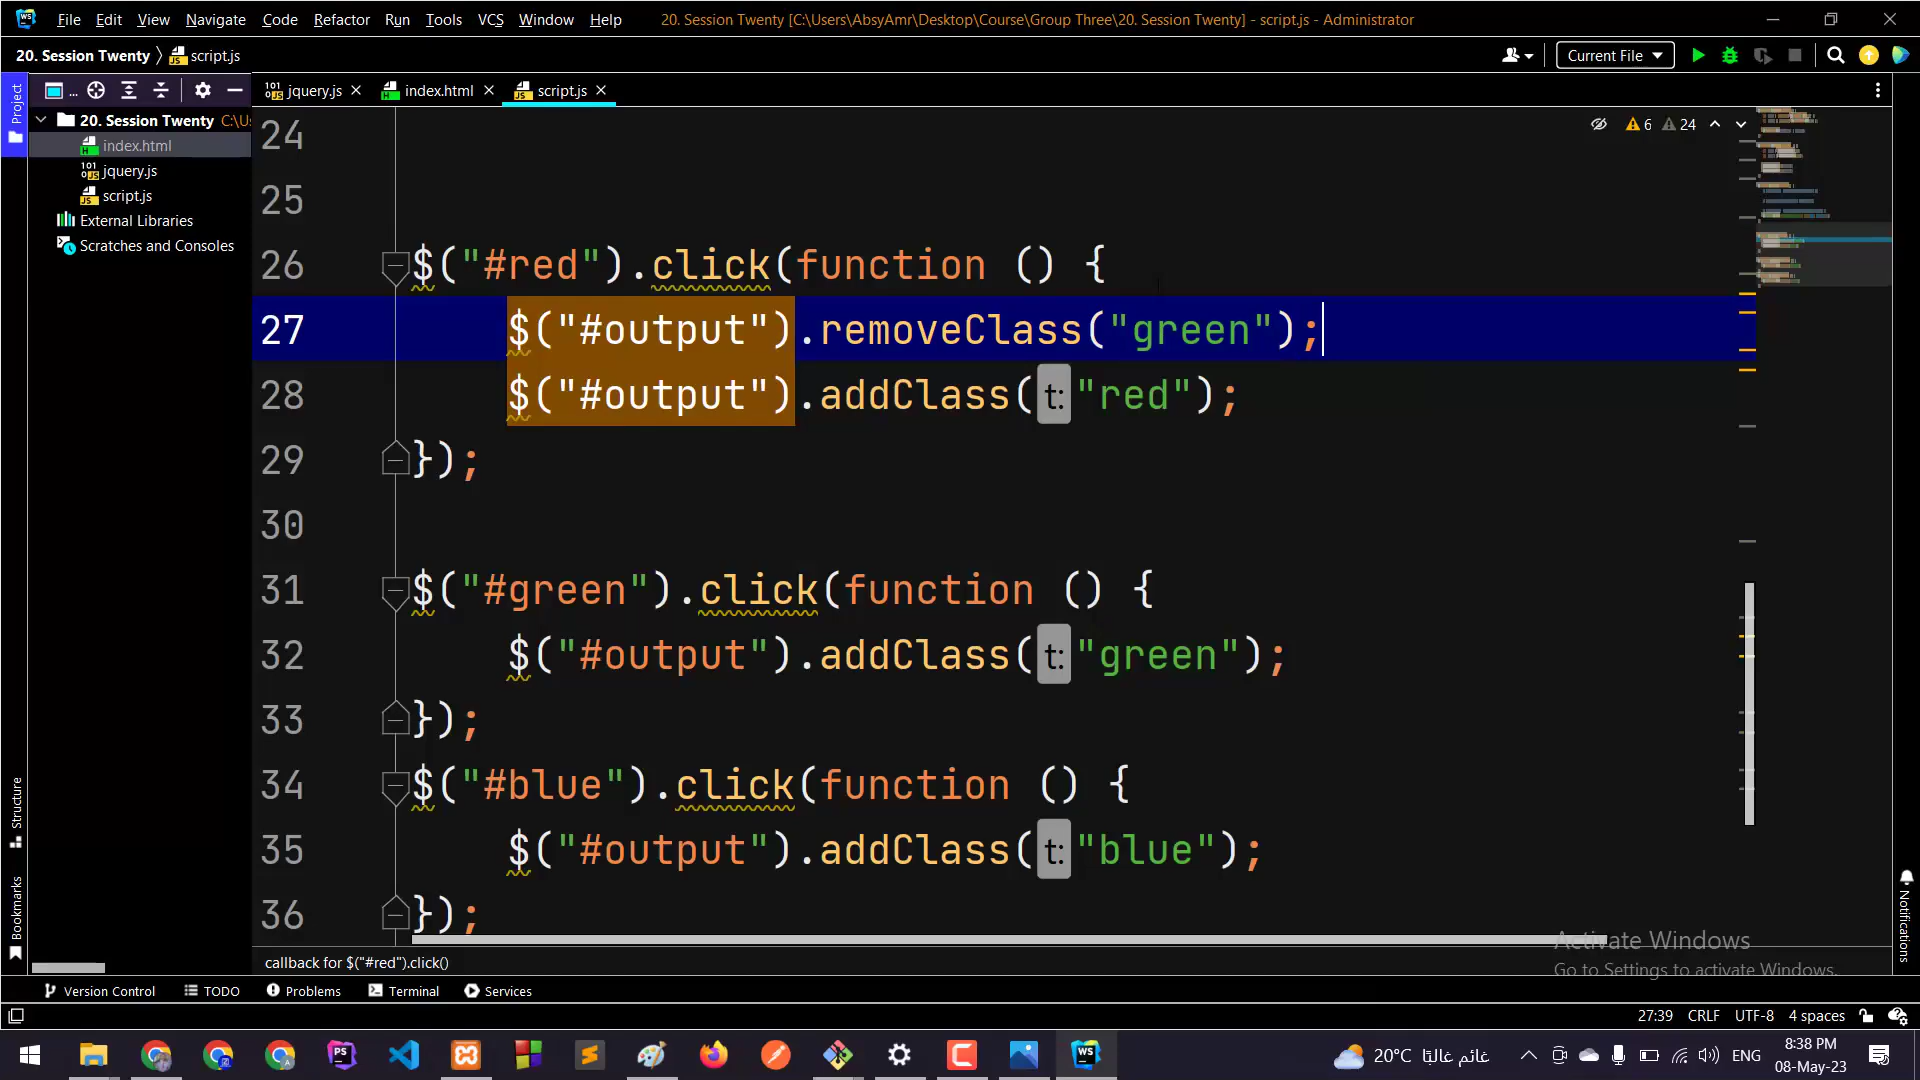 File Edit View Navigate Code Refactor Run Tools VCS Window Help 20. Session Twenty [C:\Users\AbsyAmr\Desktop\Course\Group Three\20. Session Twenty] - script.js - Administrator
20. Session Twenty script.js Current File
Project ... jquery.js index.html script.js
20. Session Twenty C:\U
index.html
jquery.js
script.js
External Libraries
Scratches and Consoles
6 24
24
25
26 $("#red").click(function () {
27 $("#output").removeClass("green");
28 $("#output").addClass(t: "red");
29 });
30
31 $("#green").click(function () {
32 $("#output").addClass(t: "green");
33 });
34 $("#blue").click(function () {
35 $("#output").addClass(t: "blue");
36 });
Structure
Bookmarks
Notifications
Activate Windows
Go to Settings to activate Windows.
callback for $("#red").click()
Version Control TODO Problems Terminal Services
27:39 CRLF UTF-8 4 spaces
20°C غائم غالبًا ENG 8:38 PM
08-May-23